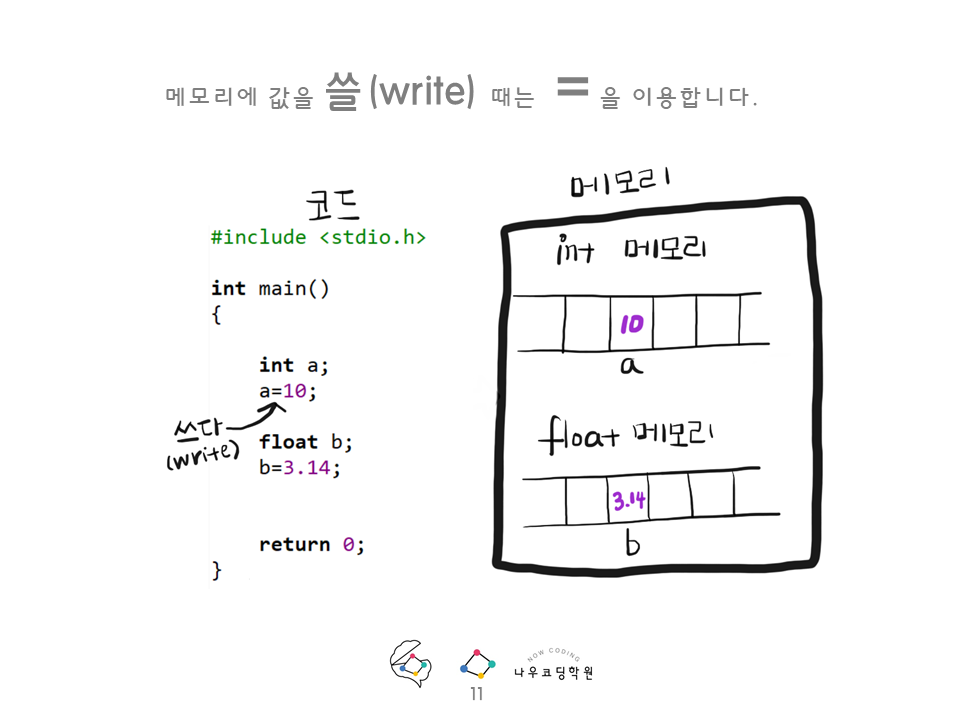 메모리에 값을 쓸(write) 때는 = 을 이용합니다.
코드
#include <stdio.h>
int main()
{
int a;
a=10;
쓰다
(write)
float b;
b=3.14;
return 0;
}
메모리
int 메모리
10
a
float 메모리
3.14
b
NOW CODING
나우코딩학원
11